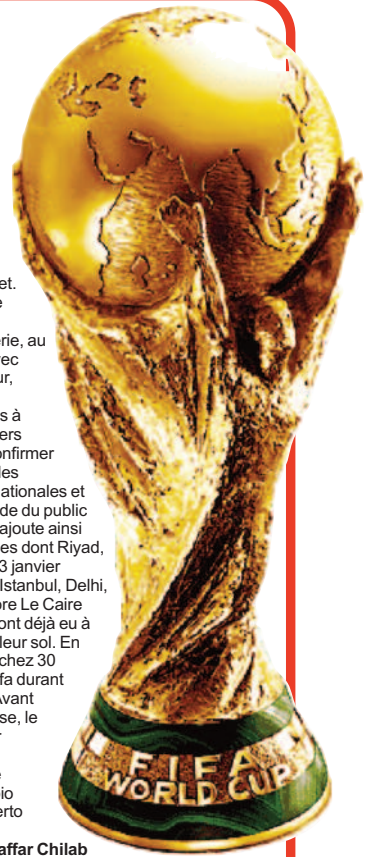 et.
e
érie, au
vec
ur,
s à
ers
onfirmer
les
ationales et
de du public
ajoute ainsi
es dont Riyad,
3 janvier
Istanbul, Delhi,
ore Le Caire
ont déjà eu à
leur sol. En
chez 30
fa durant
Avant
se, le
r
e
io
erto
affar Chilab
FIFA
WORLD CUP